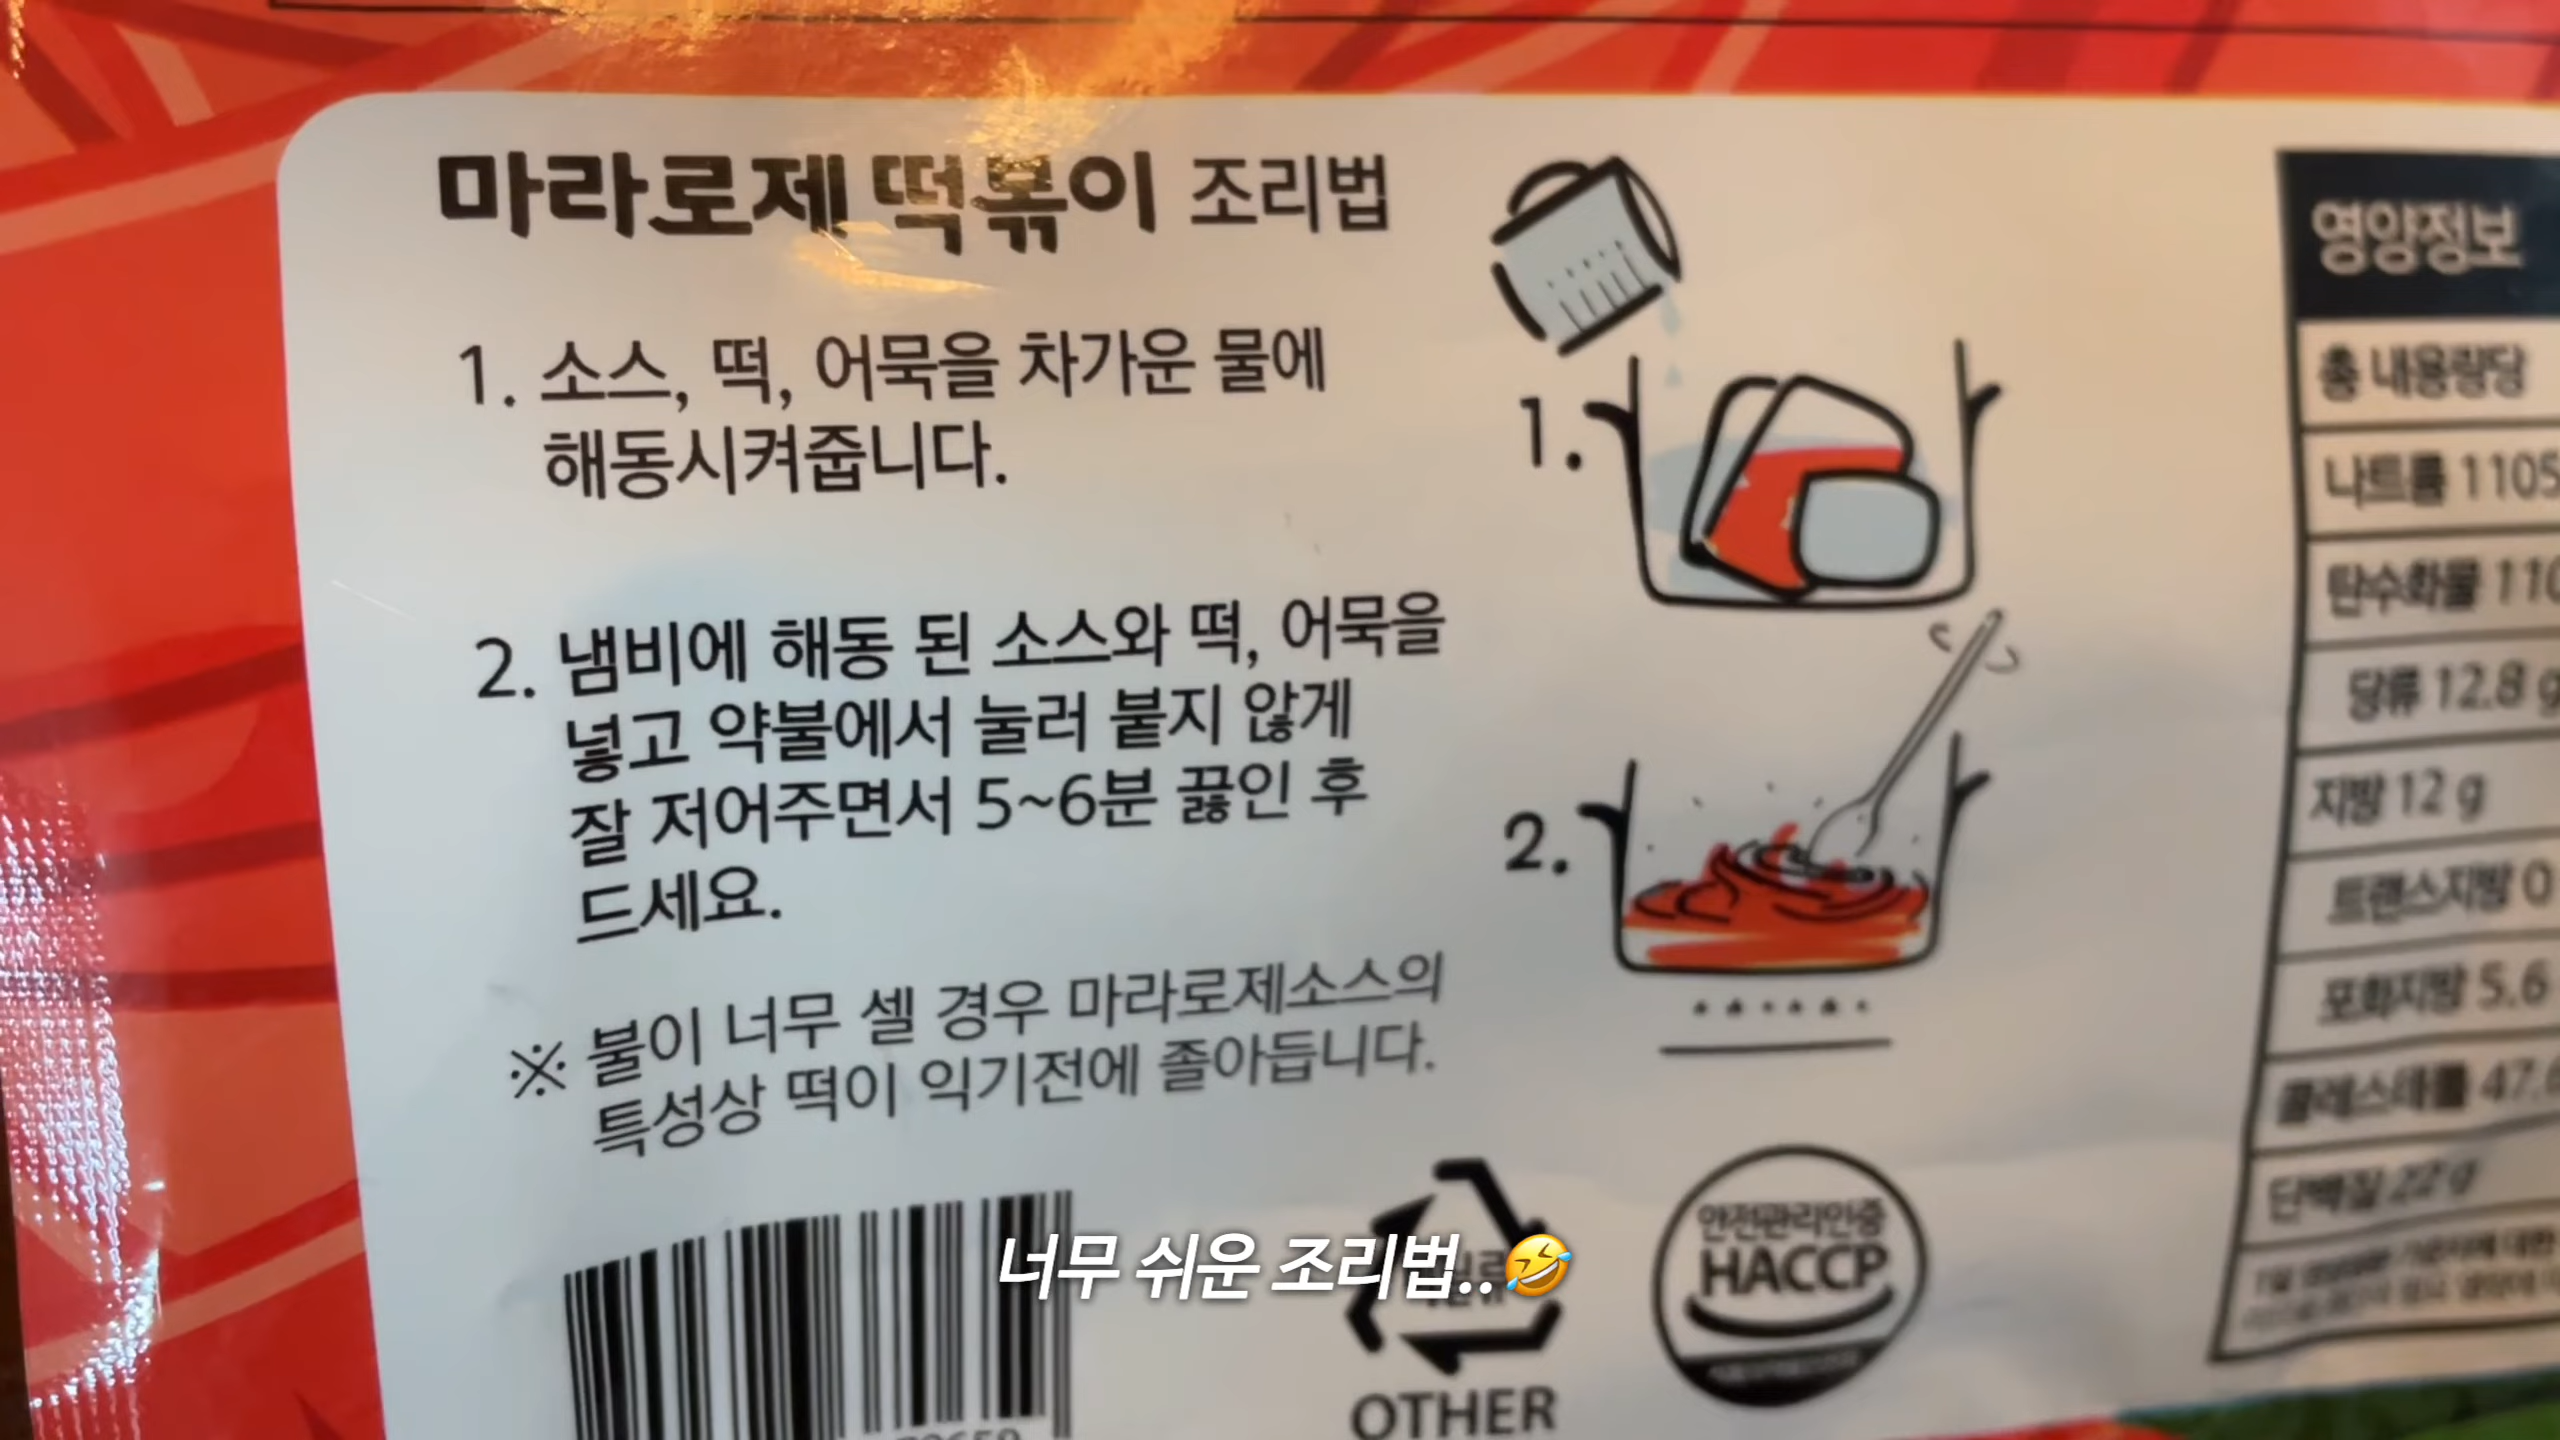 마라로제 떡볶이 조리법
1. 소스, 떡, 어묵을 차가운 물에
해동시켜줍니다.
2. 냄비에 해동 된 소스와 떡, 어묵을
넣고 약불에서 눌러 붙지 않게
잘 저어주면서 5~6분 끓인 후
드세요.
※ 불이 너무 셀 경우 마라로제소스의
특성상 떡이 익기전에 졸아듭니다.
1.
2.
영양정보
총 내용량당
나트륨 1105
탄수화물 110
당류 12.8 g
지방 12 g
트랜스지방 0
포화지방 5.6
콜레스테롤 47.6
단백질 22 g
안전관리인증
HACCP
너무 쉬운 조리법..🤣
OTHER